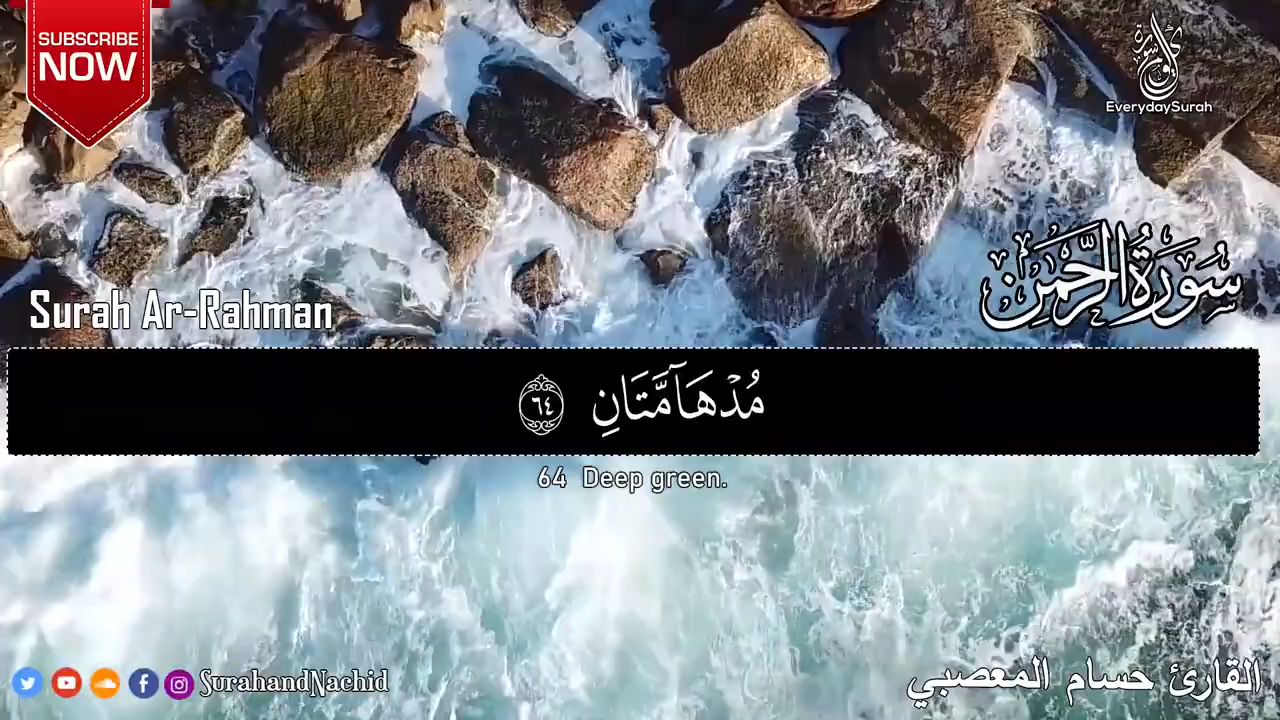 SUBSCRIBE
NOW
EverydaySurah
Surah Ar-Rahman
سُورَةُ الرَّحْمَٰن
مُدْهَآمَّتَانِ ٦٤
64 Deep green.
SurahandNachid
القارئ حسام المعصبي